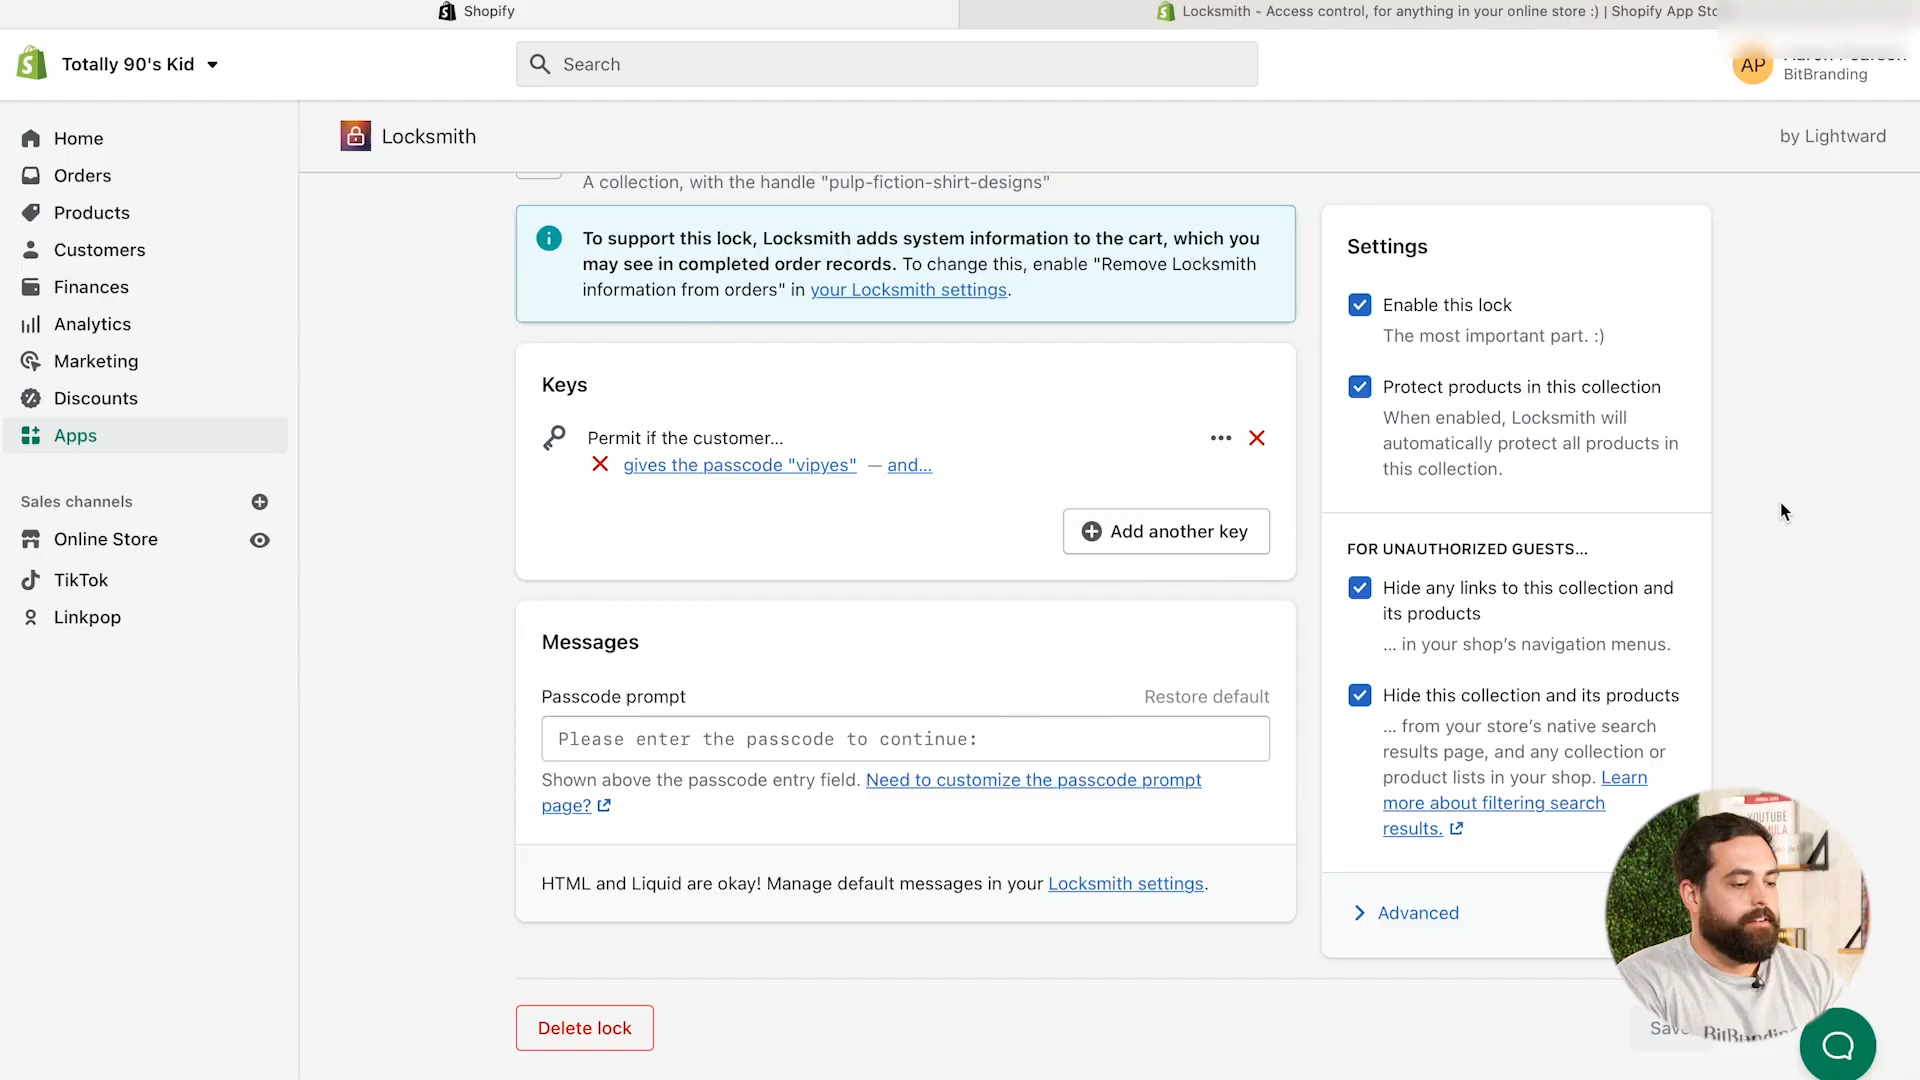 Shopify
Locksmith - Access control, for anything in your online store :) | Shopify App Sto
Totally 90's Kid
Search
AP
BitBranding
Home
Orders
Products
Customers
Finances
Analytics
Marketing
Discounts
Apps
Sales channels
Online Store
TikTok
Linkpop
Locksmith
by Lightward
A collection, with the handle "pulp-fiction-shirt-designs"
To support this lock, Locksmith adds system information to the cart, which you
may see in completed order records. To change this, enable "Remove Locksmith
information from orders" in your Locksmith settings.
Keys
Permit if the customer...
gives the passcode "vipyes" — and...
Add another key
Messages
Passcode prompt
Restore default
Please enter the passcode to continue:
Shown above the passcode entry field. Need to customize the passcode prompt
page?
HTML and Liquid are okay! Manage default messages in your Locksmith settings.
Delete lock
Settings
Enable this lock
The most important part. :)
Protect products in this collection
When enabled, Locksmith will
automatically protect all products in
this collection.
FOR UNAUTHORIZED GUESTS...
Hide any links to this collection and
its products
... in your shop's navigation menus.
Hide this collection and its products
... from your store's native search
results page, and any collection or
product lists in your shop. Learn
more about filtering search
results.
Advanced
YOUTUBE
Sav
BitBranding